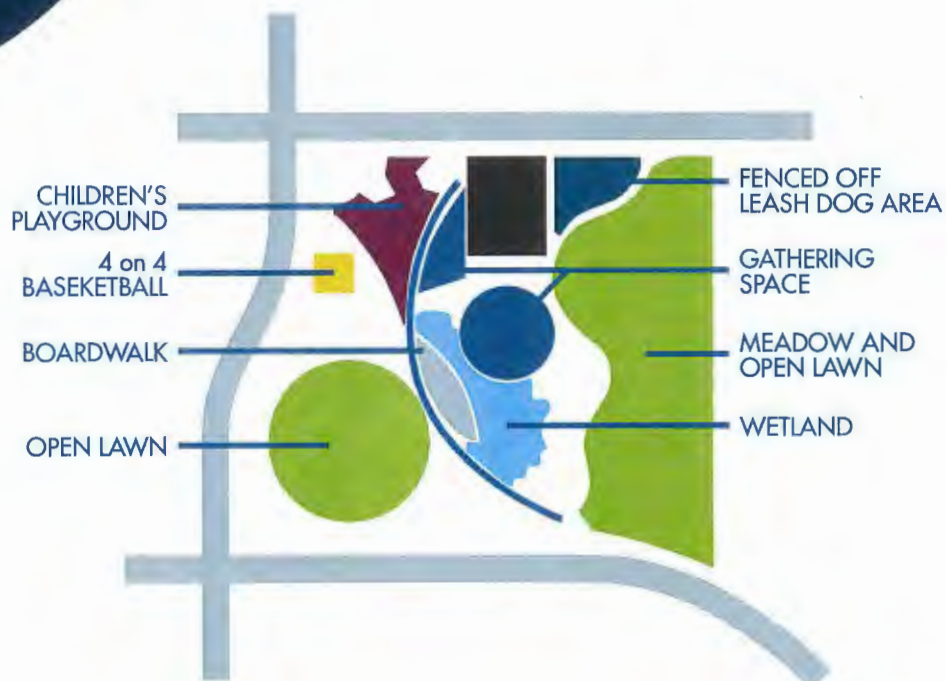 CHILDREN'S
PLAYGROUND
4 on 4
BASEKETBALL
BOARDWALK
OPEN LAWN
FENCED OFF
LEASH DOG AREA
GATHERING
SPACE
MEADOW AND
OPEN LAWN
WETLAND